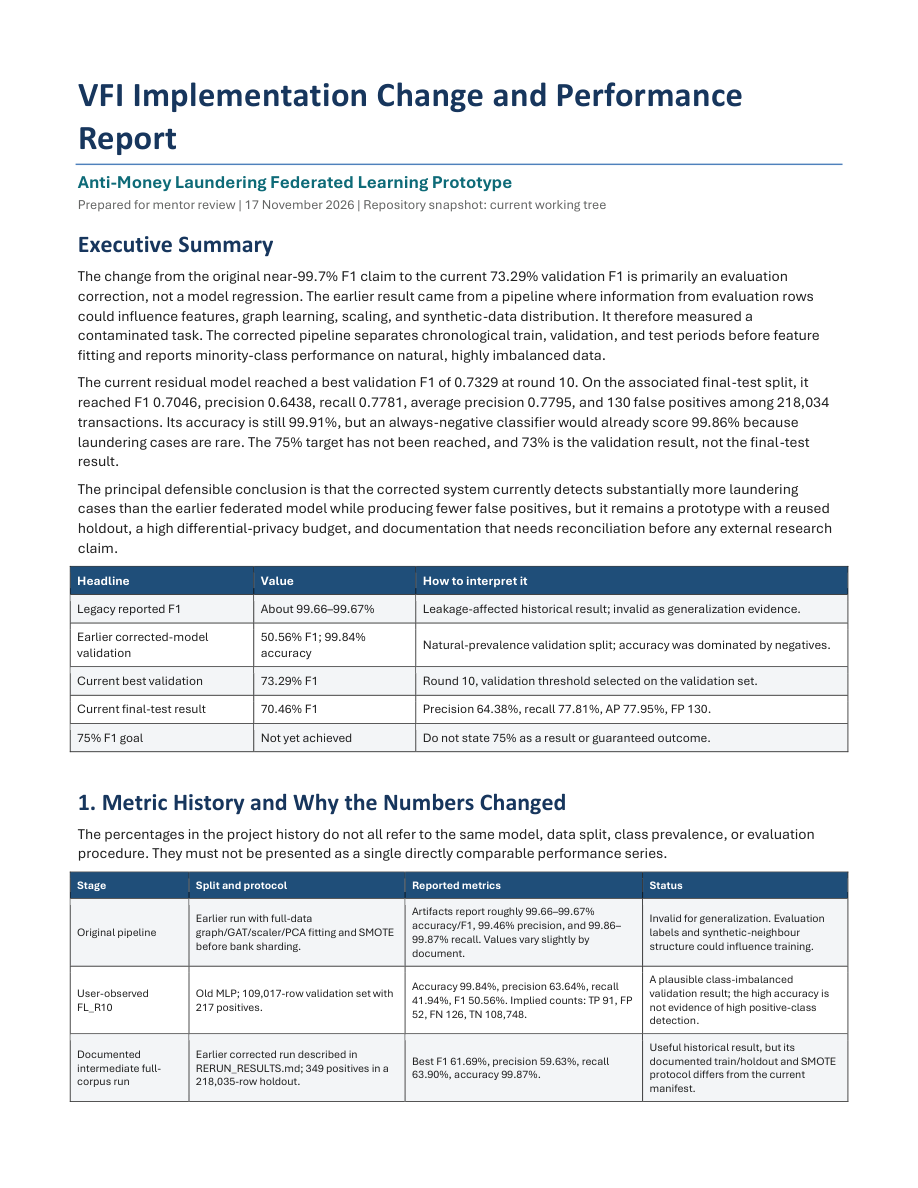 VFI Implementation Change and Performance
Report
Anti-Money Laundering Federated Learning Prototype
Prepared for mentor review | 17 November 2026 | Repository snapshot: current working tree
Executive Summary
The change from the original near-99.7% F1 claim to the current 73.29% validation F1 is primarily an evaluation
correction, not a model regression. The earlier result came from a pipeline where information from evaluation rows
could influence features, graph learning, scaling, and synthetic-data distribution. It therefore measured a
contaminated task. The corrected pipeline separates chronological train, validation, and test periods before feature
fitting and reports minority-class performance on natural, highly imbalanced data.
The current residual model reached a best validation F1 of 0.7329 at round 10. On the associated final-test split, it
reached F1 0.7046, precision 0.6438, recall 0.7781, average precision 0.7795, and 130 false positives among 218,034
transactions. Its accuracy is still 99.91%, but an always-negative classifier would already score 99.86% because
laundering cases are rare. The 75% target has not been reached, and 73% is the validation result, not the final-test
result.
The principal defensible conclusion is that the corrected system currently detects substantially more laundering
cases than the earlier federated model while producing fewer false positives, but it remains a prototype with a reused
holdout, a high differential-privacy budget, and documentation that needs reconciliation before any external research
claim.
Headline Value How to interpret it
Legacy reported F1 About 99.66–99.67% Leakage-affected historical result; invalid as generalization evidence.
Earlier corrected-model
validation
50.56% F1; 99.84%
accuracy
Natural-prevalence validation split; accuracy was dominated by negatives.
Current best validation 73.29% F1 Round 10, validation threshold selected on the validation set.
Current final-test result 70.46% F1 Precision 64.38%, recall 77.81%, AP 77.95%, FP 130.
75% F1 goal Not yet achieved Do not state 75% as a result or guaranteed outcome.
1. Metric History and Why the Numbers Changed
The percentages in the project history do not all refer to the same model, data split, class prevalence, or evaluation
procedure. They must not be presented as a single directly comparable performance series.
Stage Split and protocol Reported metrics Status
Original pipeline
Earlier run with full-data
graph/GAT/scaler/PCA fitting and SMOTE
before bank sharding.
Artifacts report roughly 99.66–99.67%
accuracy/F1, 99.46% precision, and 99.86–
99.87% recall. Values vary slightly by
document.
Invalid for generalization. Evaluation
labels and synthetic-neighbour
structure could influence training.
User-observed
FL_R10
Old MLP; 109,017-row validation set with
217 positives.
Accuracy 99.84%, precision 63.64%, recall
41.94%, F1 50.56%. Implied counts: TP 91, FP
52, FN 126, TN 108,748.
A plausible class-imbalanced
validation result; the high accuracy is
not evidence of high positive-class
detection.
Documented
intermediate full-
corpus run
Earlier corrected run described in
RERUN_RESULTS.md; 349 positives in a
218,035-row holdout.
Best F1 61.69%, precision 59.63%, recall
63.90%, accuracy 99.87%.
Useful historical result, but its
documented train/holdout and SMOTE
protocol differs from the current
manifest.